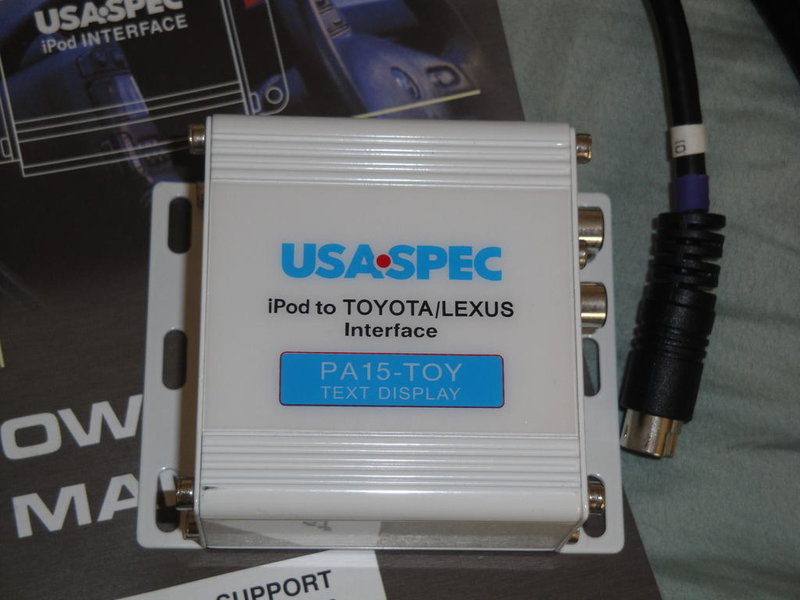 USA SPEC
iPod INTERFACE
USA SPEC
iPod to TOYOTA/LEXUS
Interface
PA15-TOY
TEXT DISPLAY
OW
MA
SUPPORT